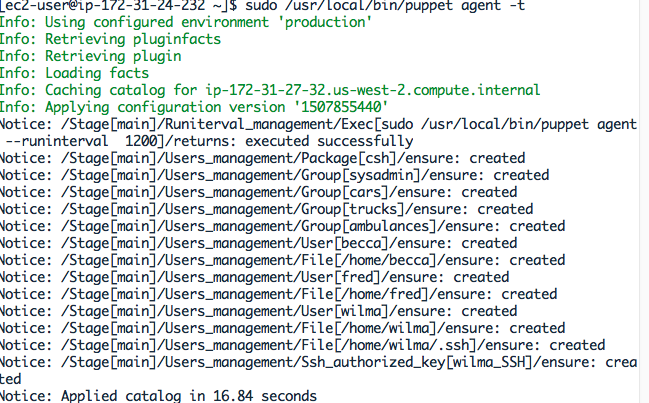 [ec2-user@ip-172-31-24-232 ~]$ sudo /usr/local/bin/puppet agent -t
Info: Using configured environment 'production'
Info: Retrieving pluginfacts
Info: Retrieving plugin
Info: Loading facts
Info: Caching catalog for ip-172-31-27-32.us-west-2.compute.internal
Info: Applying configuration version '1507855440'
Notice: /Stage[main]/Runiterval_management/Exec[sudo /usr/local/bin/puppet agent
--runinterval  1200]/returns: executed successfully
Notice: /Stage[main]/Users_management/Package[csh]/ensure: created
Notice: /Stage[main]/Users_management/Group[sysadmin]/ensure: created
Notice: /Stage[main]/Users_management/Group[cars]/ensure: created
Notice: /Stage[main]/Users_management/Group[trucks]/ensure: created
Notice: /Stage[main]/Users_management/Group[ambulances]/ensure: created
Notice: /Stage[main]/Users_management/User[becca]/ensure: created
Notice: /Stage[main]/Users_management/File[/home/becca]/ensure: created
Notice: /Stage[main]/Users_management/User[fred]/ensure: created
Notice: /Stage[main]/Users_management/File[/home/fred]/ensure: created
Notice: /Stage[main]/Users_management/User[wilma]/ensure: created
Notice: /Stage[main]/Users_management/File[/home/wilma]/ensure: created
Notice: /Stage[main]/Users_management/File[/home/wilma/.ssh]/ensure: created
Notice: /Stage[main]/Users_management/Ssh_authorized_key[wilma_SSH]/ensure: crea
ted
Notice: Applied catalog in 16.84 seconds